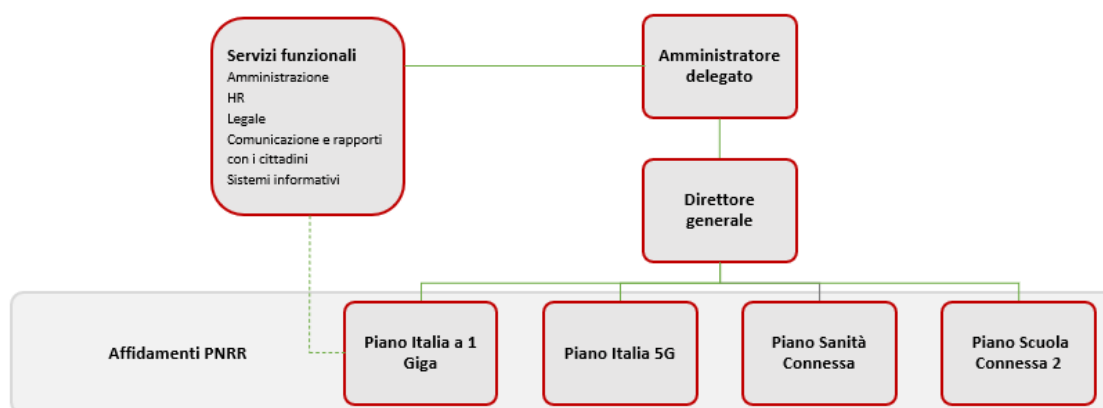 Servizi funzionali
Amministrazione
HR
Legale
Comunicazione e rapporti
con i cittadini
Sistemi informativi
Amministratore
delegato
Direttore
generale
Affidamenti PNRR
Piano Italia a 1
Giga
Piano Italia 5G
Piano Sanità
Connessa
Piano Scuola
Connessa 2